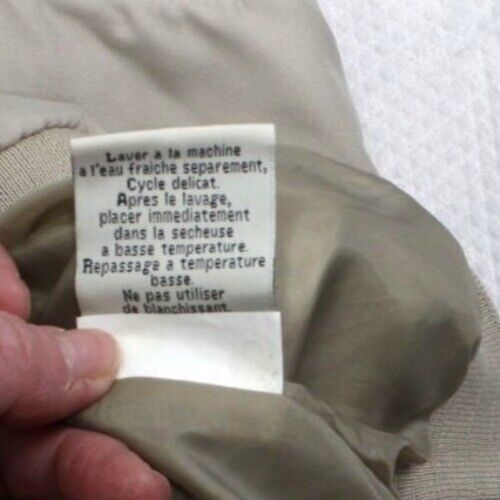 Laver a la machine
a l'eau fraiche separement,
Cycle delicat.
Apres le lavage,
placer immediatement
dans la secheuse
a basse temperature.
Repassage a temperature
basse.
Ne pas utiliser
de blanchissant.